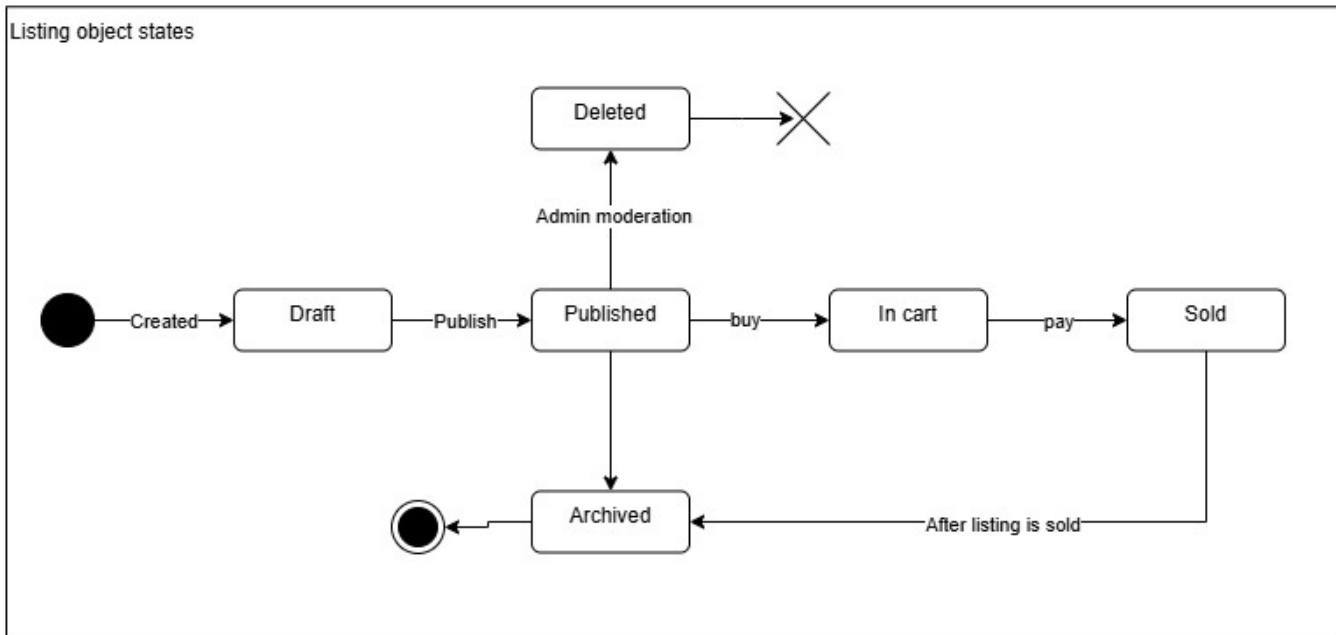 Listing object states
Deleted
Admin moderation
Created
Draft
Publish
Published
buy
In cart
pay
Sold
Archived
After listing is sold